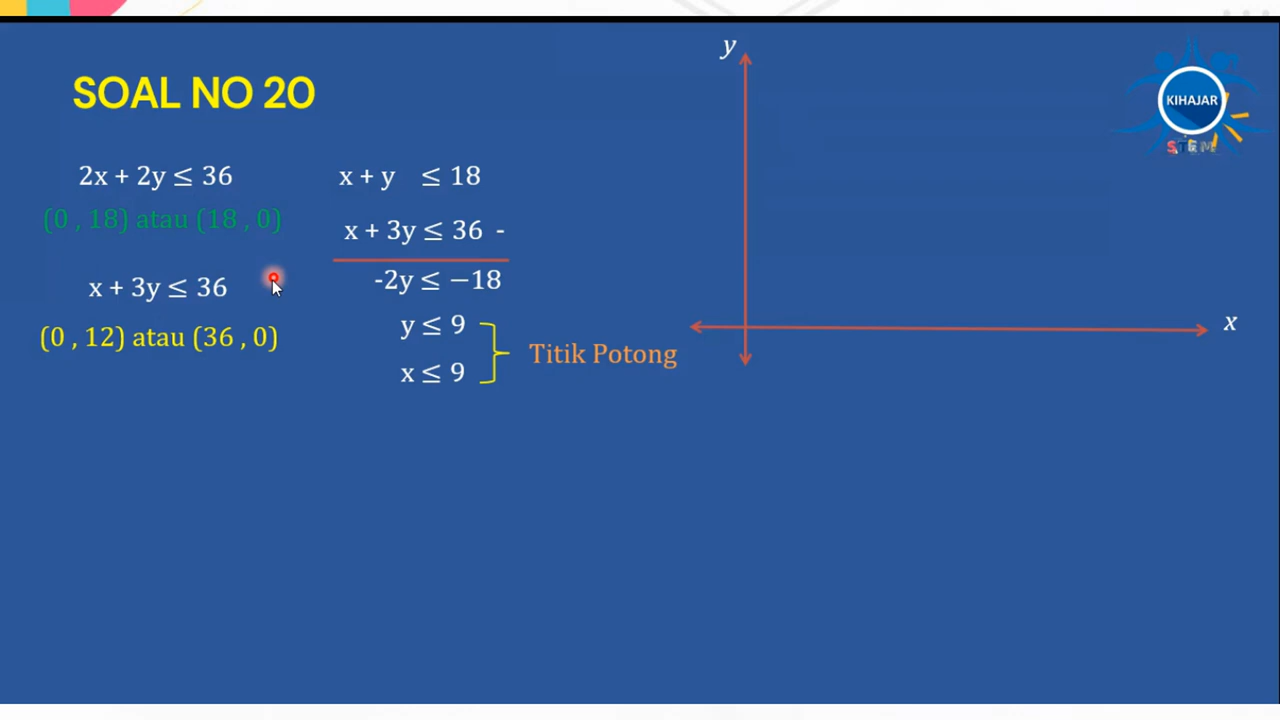 SOAL NO 20
2x + 2y ≤ 36
(0 , 18) atau (18 , 0)
x + 3y ≤ 36
(0 , 12) atau (36 , 0)
x + y ≤ 18
x + 3y ≤ 36 -
-2y ≤ −18
y ≤ 9
x ≤ 9
Titik Potong
y
x
KIHAJAR
STEM